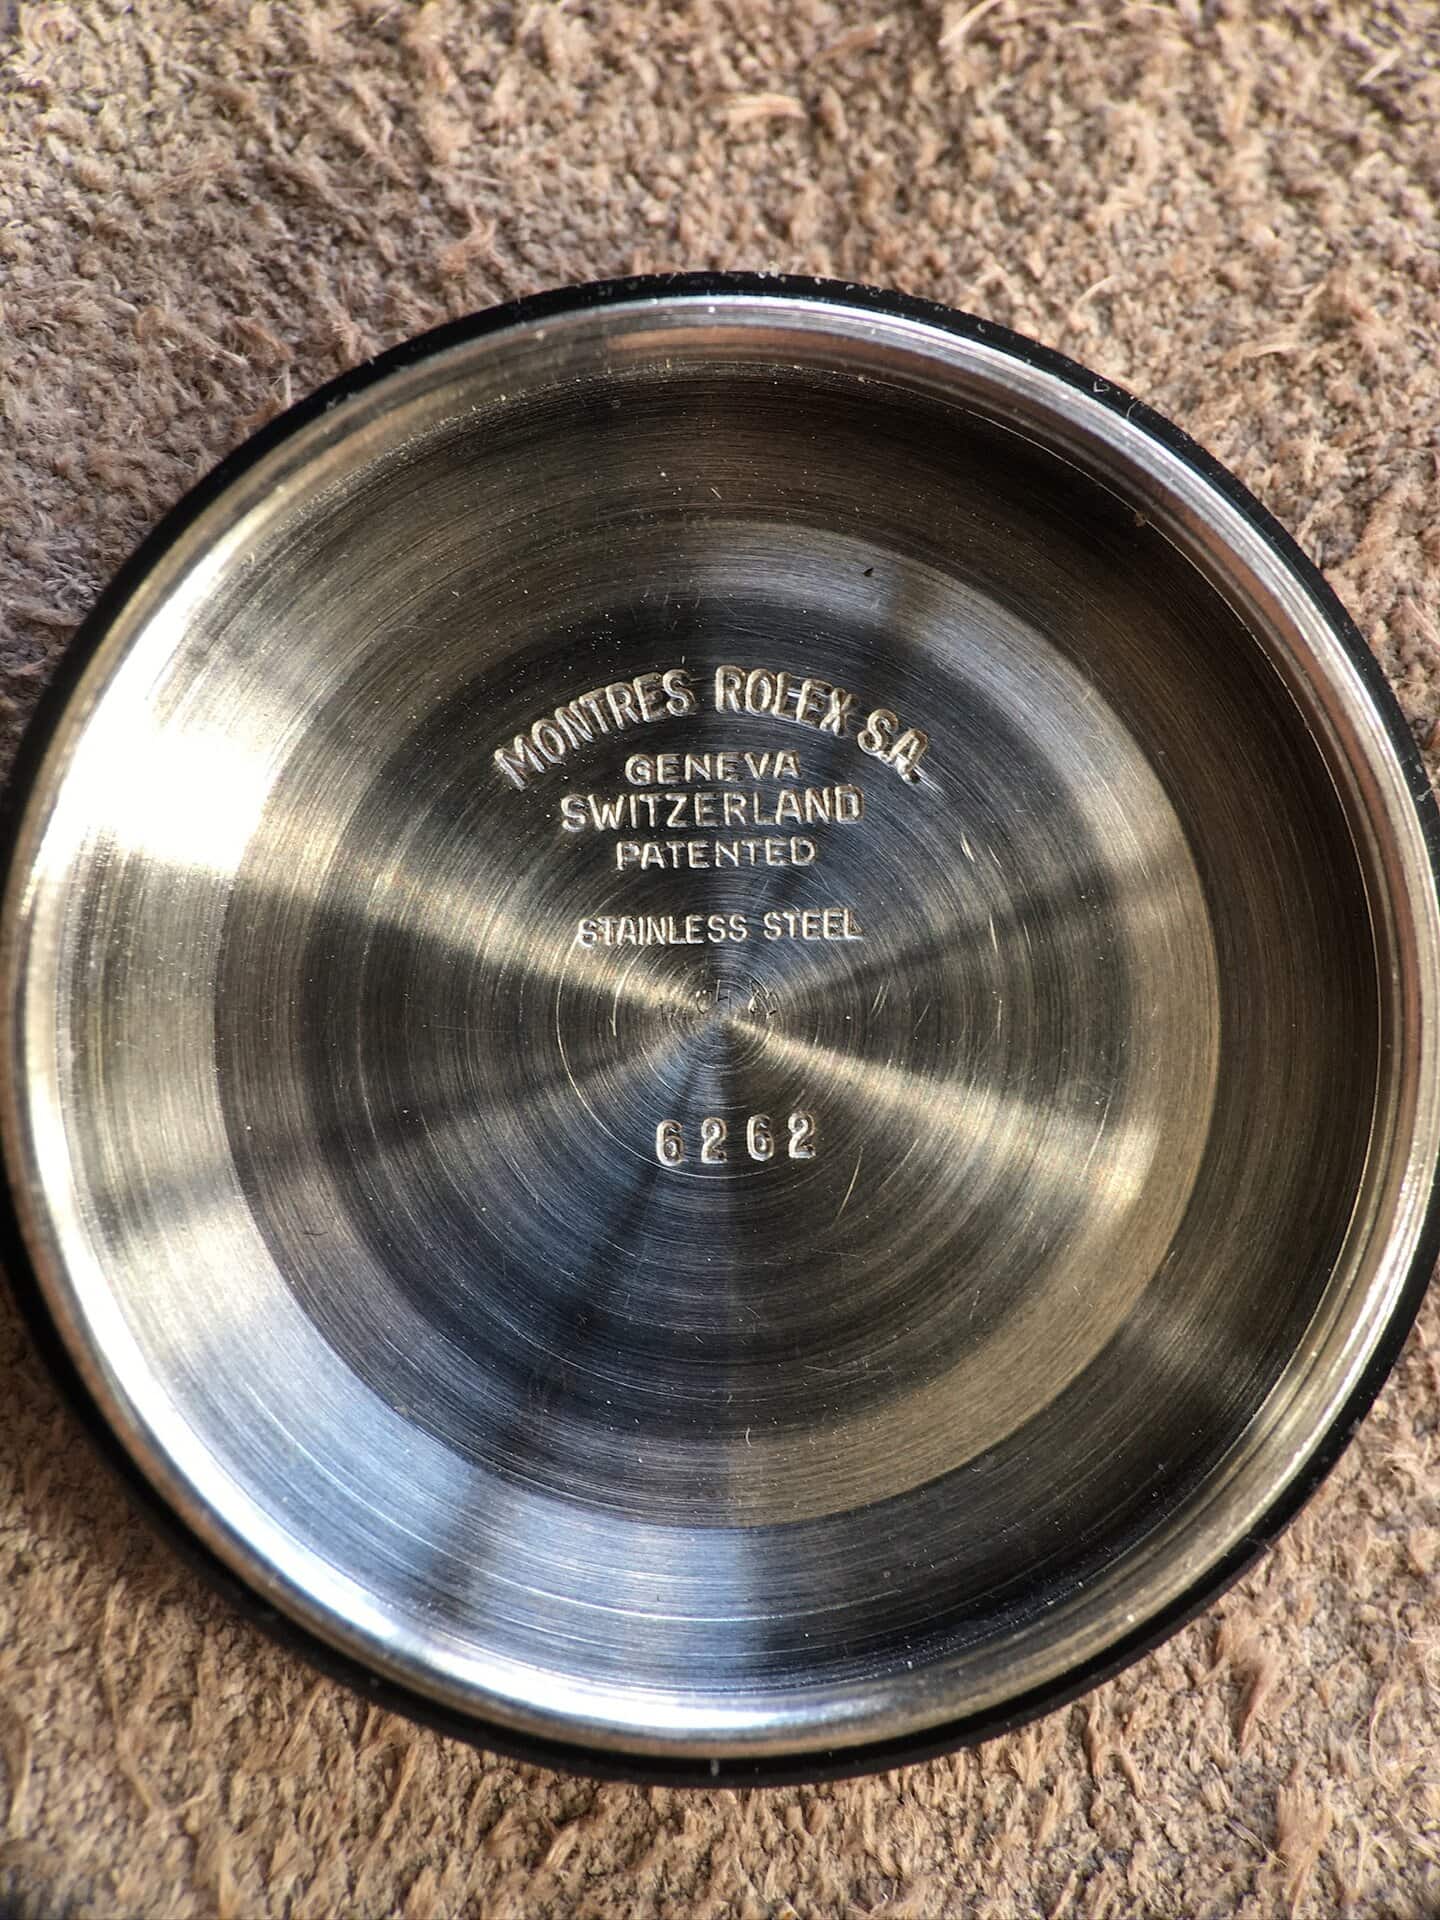 MONTRES ROLEX S.A.
GENEVA
SWITZERLAND
PATENTED
STAINLESS STEEL
6262